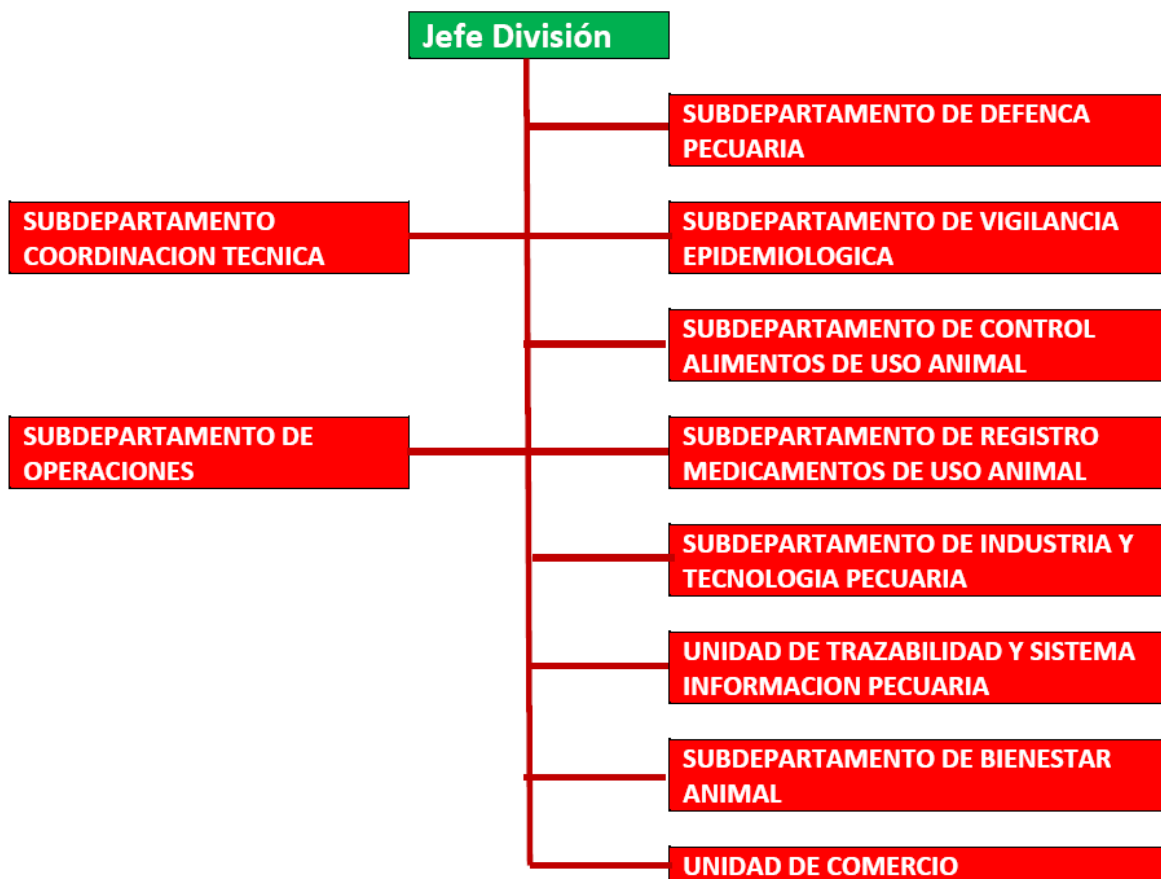 Jefe División
SUBDEPARTAMENTO DE DEFENCA
PECUARIA
SUBDEPARTAMENTO
COORDINACION TECNICA
SUBDEPARTAMENTO DE VIGILANCIA
EPIDEMIOLOGICA
SUBDEPARTAMENTO DE CONTROL
ALIMENTOS DE USO ANIMAL
SUBDEPARTAMENTO DE
OPERACIONES
SUBDEPARTAMENTO DE REGISTRO
MEDICAMENTOS DE USO ANIMAL
SUBDEPARTAMENTO DE INDUSTRIA Y
TECNOLOGIA PECUARIA
UNIDAD DE TRAZABILIDAD Y SISTEMA
INFORMACION PECUARIA
SUBDEPARTAMENTO DE BIENESTAR
ANIMAL
UNIDAD DE COMERCIO